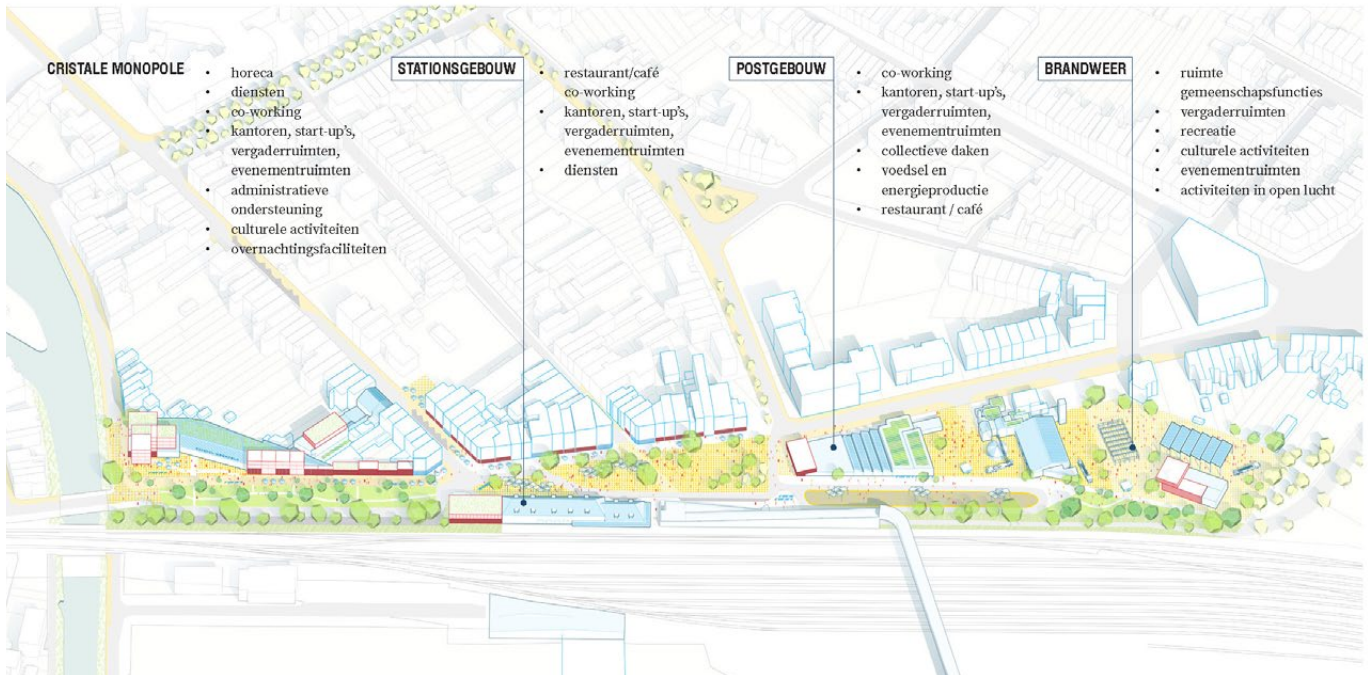 CRISTALE MONOPOLE
• horeca
• diensten
• co-working
• kantoren, start-up's,
vergaderruimten,
evenementruimten
• administratieve
ondersteuning
• culturele activiteiten
• overnachtingsfaciliteiten
STATIONSGEBOUW
• restaurant/café
co-working
• kantoren, start-up's,
vergaderruimten,
evenementruimten
• diensten
POSTGEBOUW
• co-working
• kantoren, start-up's,
vergaderruimten,
evenementruimten
• collectieve daken
• voedsel en
energieproductie
• restaurant / café
BRANDWEER
• ruimte
gemeenschapsfuncties
• vergaderruimten
• recreatie
• culturele activiteiten
• evenementruimten
• activiteiten in open lucht